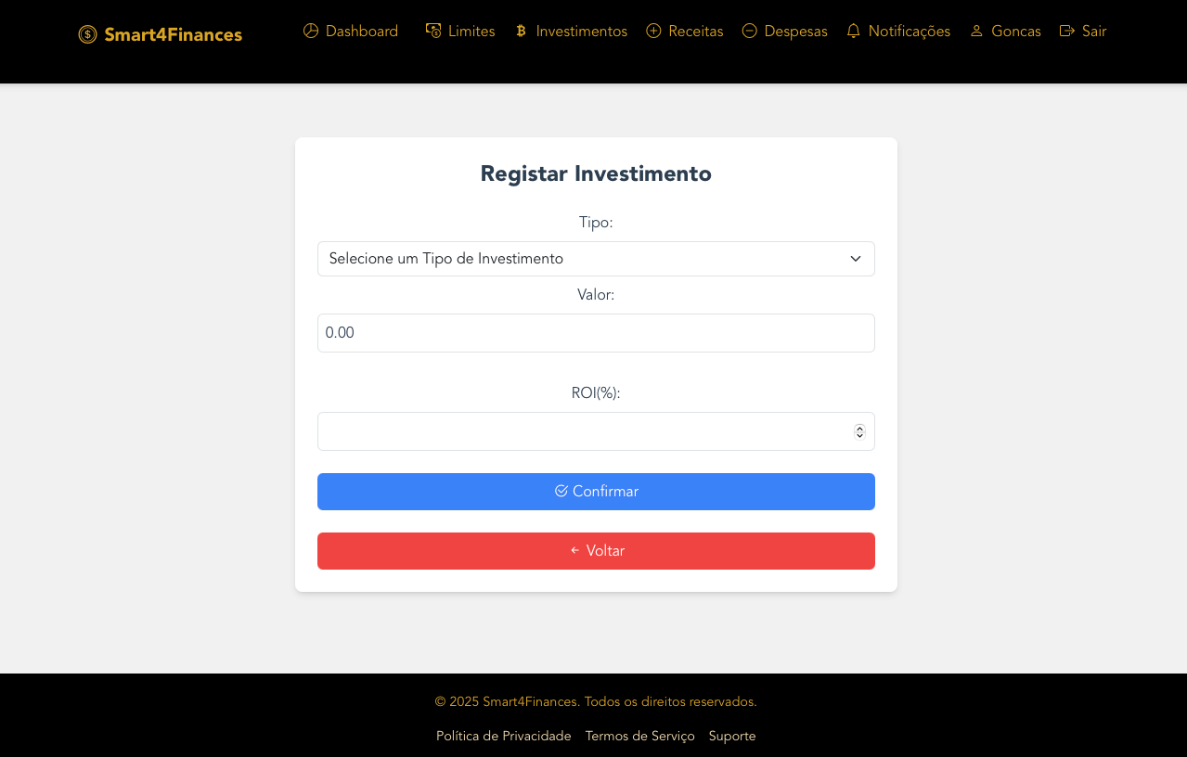 Smart4Finances
Dashboard Limites Investimentos Receitas Despesas Notificações Goncas Sair
Registar Investimento
Tipo:
Selecione um Tipo de Investimento
Valor:
0.00
ROI(%):
Confirmar
Voltar
© 2025 Smart4Finances. Todos os direitos reservados.
Política de Privacidade Termos de Serviço Suporte